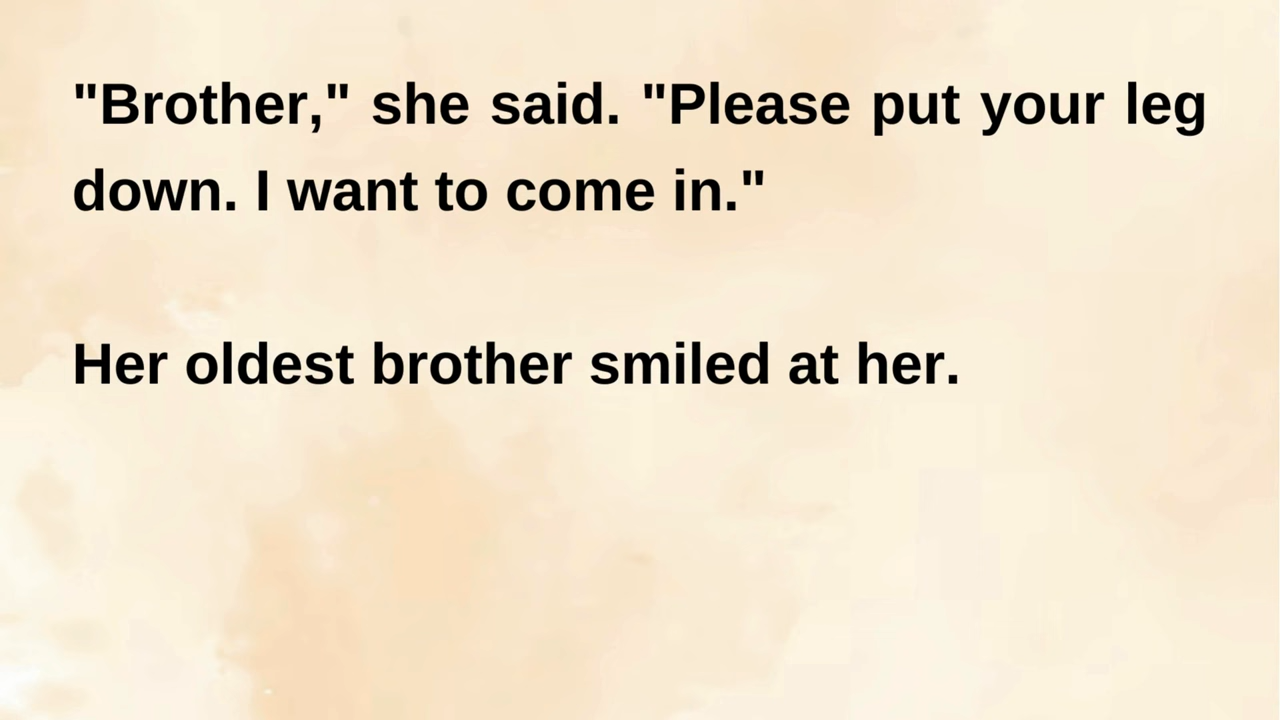 "Brother," she said. "Please put your leg
down. I want to come in."
Her oldest brother smiled at her.